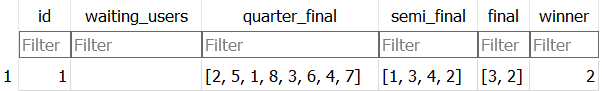 id waiting_users quarter_final semi_final final winner
Filter Filter Filter Filter Filter Filter
1 1 [2, 5, 1, 8, 3, 6, 4, 7] [1, 3, 4, 2] [3, 2] 2